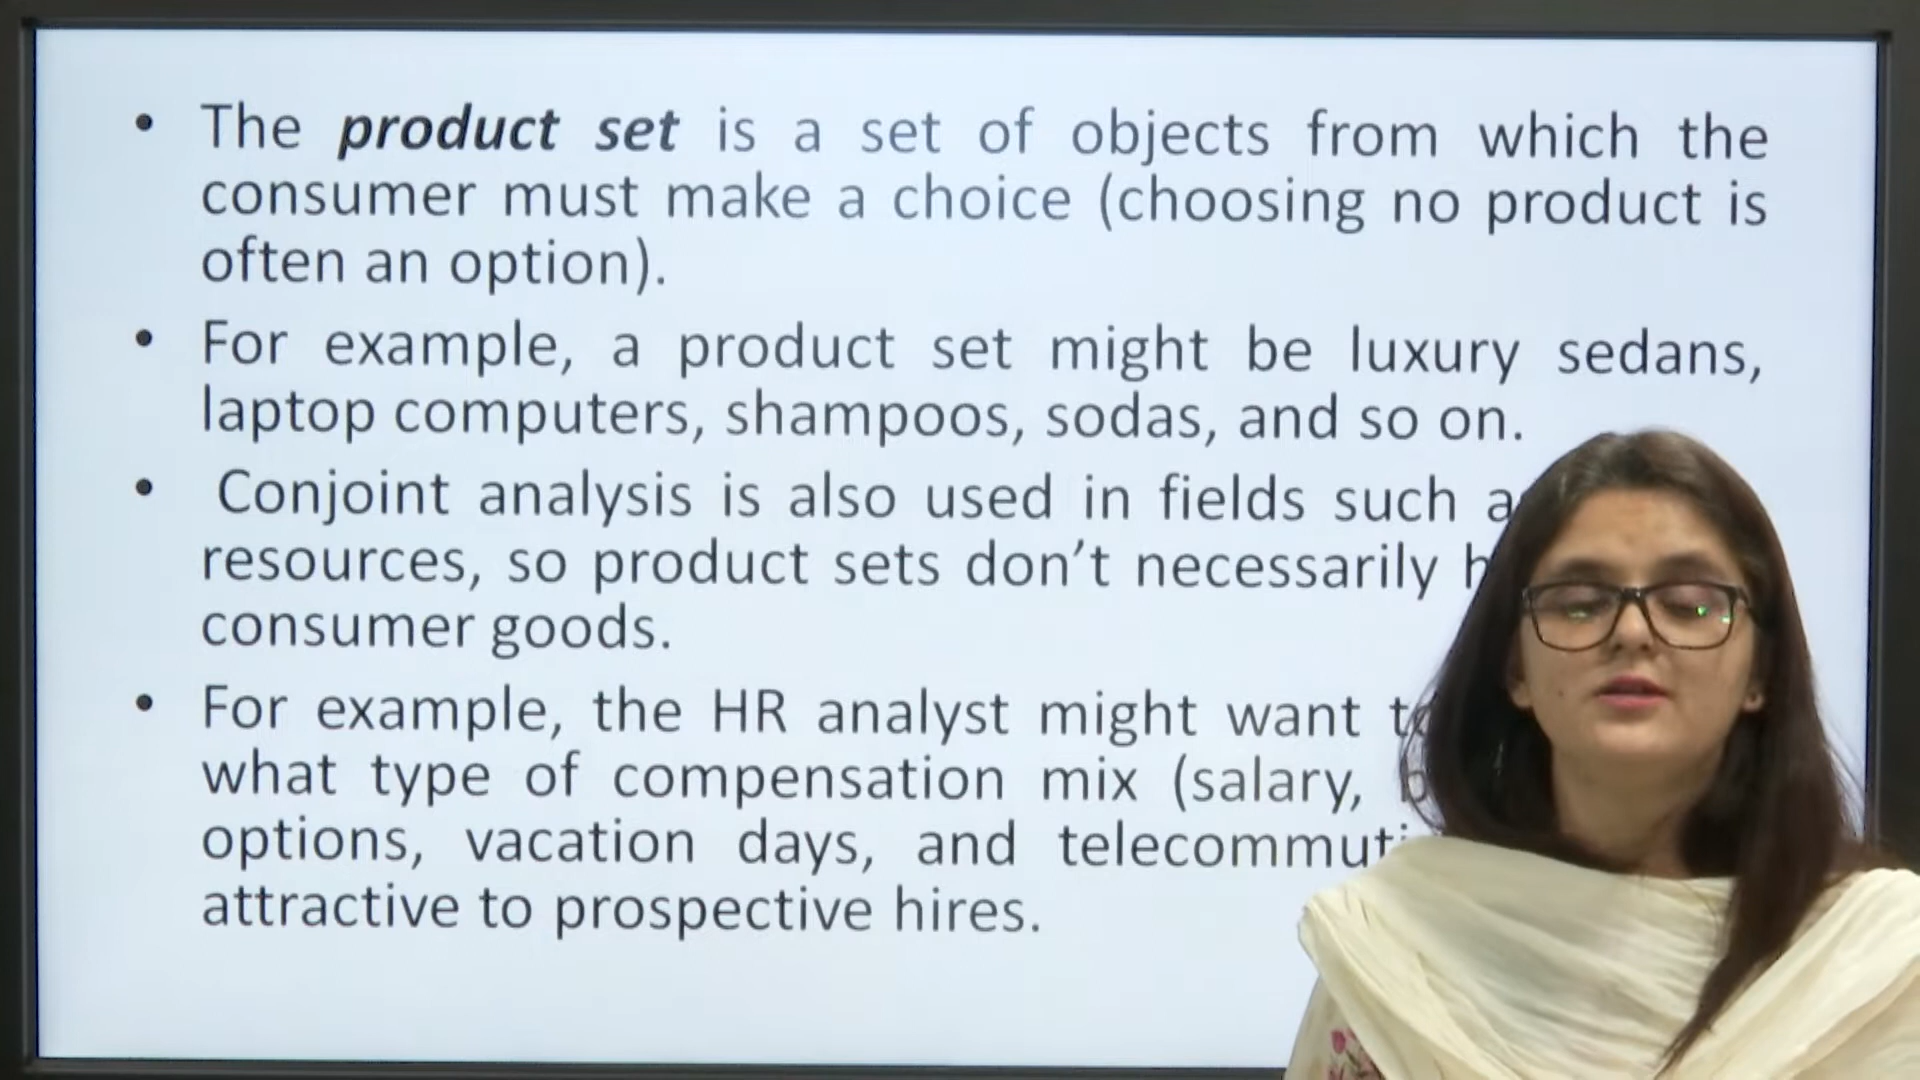 • The product set is a set of objects from which the
consumer must make a choice (choosing no product is
often an option).
• For example, a product set might be luxury sedans,
laptop computers, shampoos, sodas, and so on.
• Conjoint analysis is also used in fields such
resources, so product sets don’t necessarily
consumer goods.
• For example, the HR analyst might want
what type of compensation mix (salary,
options, vacation days, and
attractive to prospective hires.